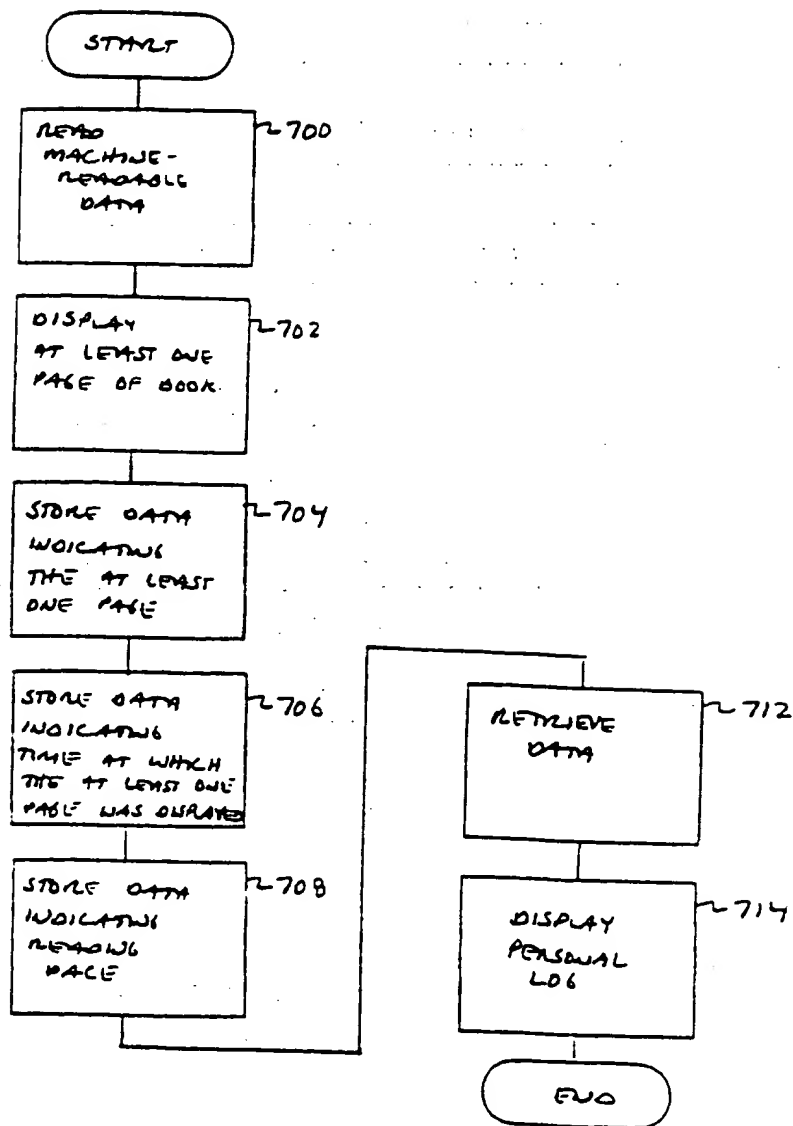 START
READ
MACHINE-
READABLE
DATA
700
DISPLAY
AT LEAST ONE
PAGE OF BOOK
702
STORE DATA
INDICATING
THE AT LEAST
ONE PAGE
704
STORE DATA
INDICATING
TIME AT WHICH
THE AT LEAST ONE
PAGE WAS DISPLAYED
706
STORE DATA
INDICATING
READING
PACE
708
RETRIEVE
DATA
712
DISPLAY
PERSONAL
LOG
714
END